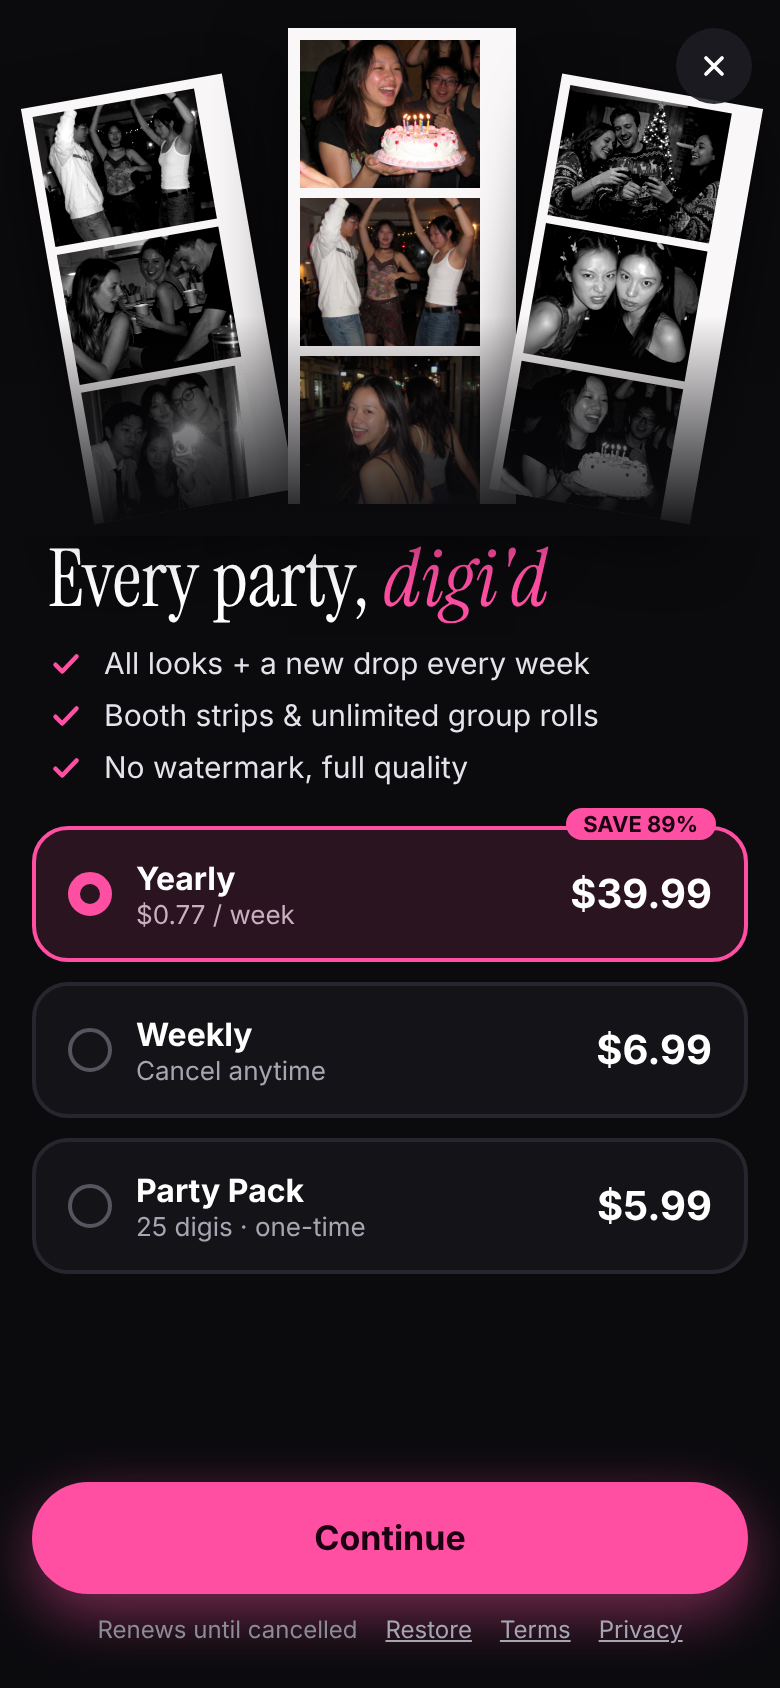 Every party, digi'd
All looks + a new drop every week
Booth strips & unlimited group rolls
No watermark, full quality
SAVE 89%
Yearly
$0.77 / week
$39.99
Weekly
Cancel anytime
$6.99
Party Pack
25 digis · one-time
$5.99
Continue
Renews until cancelled Restore Terms Privacy